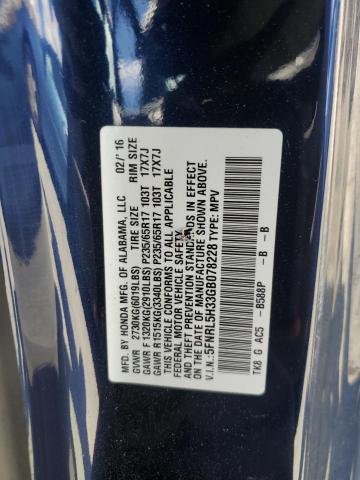 MFD. BY HONDA MFG. OF ALABAMA, LLC 02/'16
GVWR 2730KG(6019LBS) TIRE SIZE RIM SIZE
GAWR F 1320KG(2910LBS) P235/65R17 103T 17X7J
GAWR R 1515KG(3340LBS) P235/65R17 103T 17X7J
THIS VEHICLE CONFORMS TO ALL APPLICABLE
FEDERAL MOTOR VEHICLE SAFETY AND THEFT
PREVENTION STANDARDS IN EFFECT
ON THE DATE OF MANUFACTURE SHOWN ABOVE.
V.I.N.: 5FNRL5H33GB078228 TYPE: MPV
TK8 G AC5 - B588P - B - B